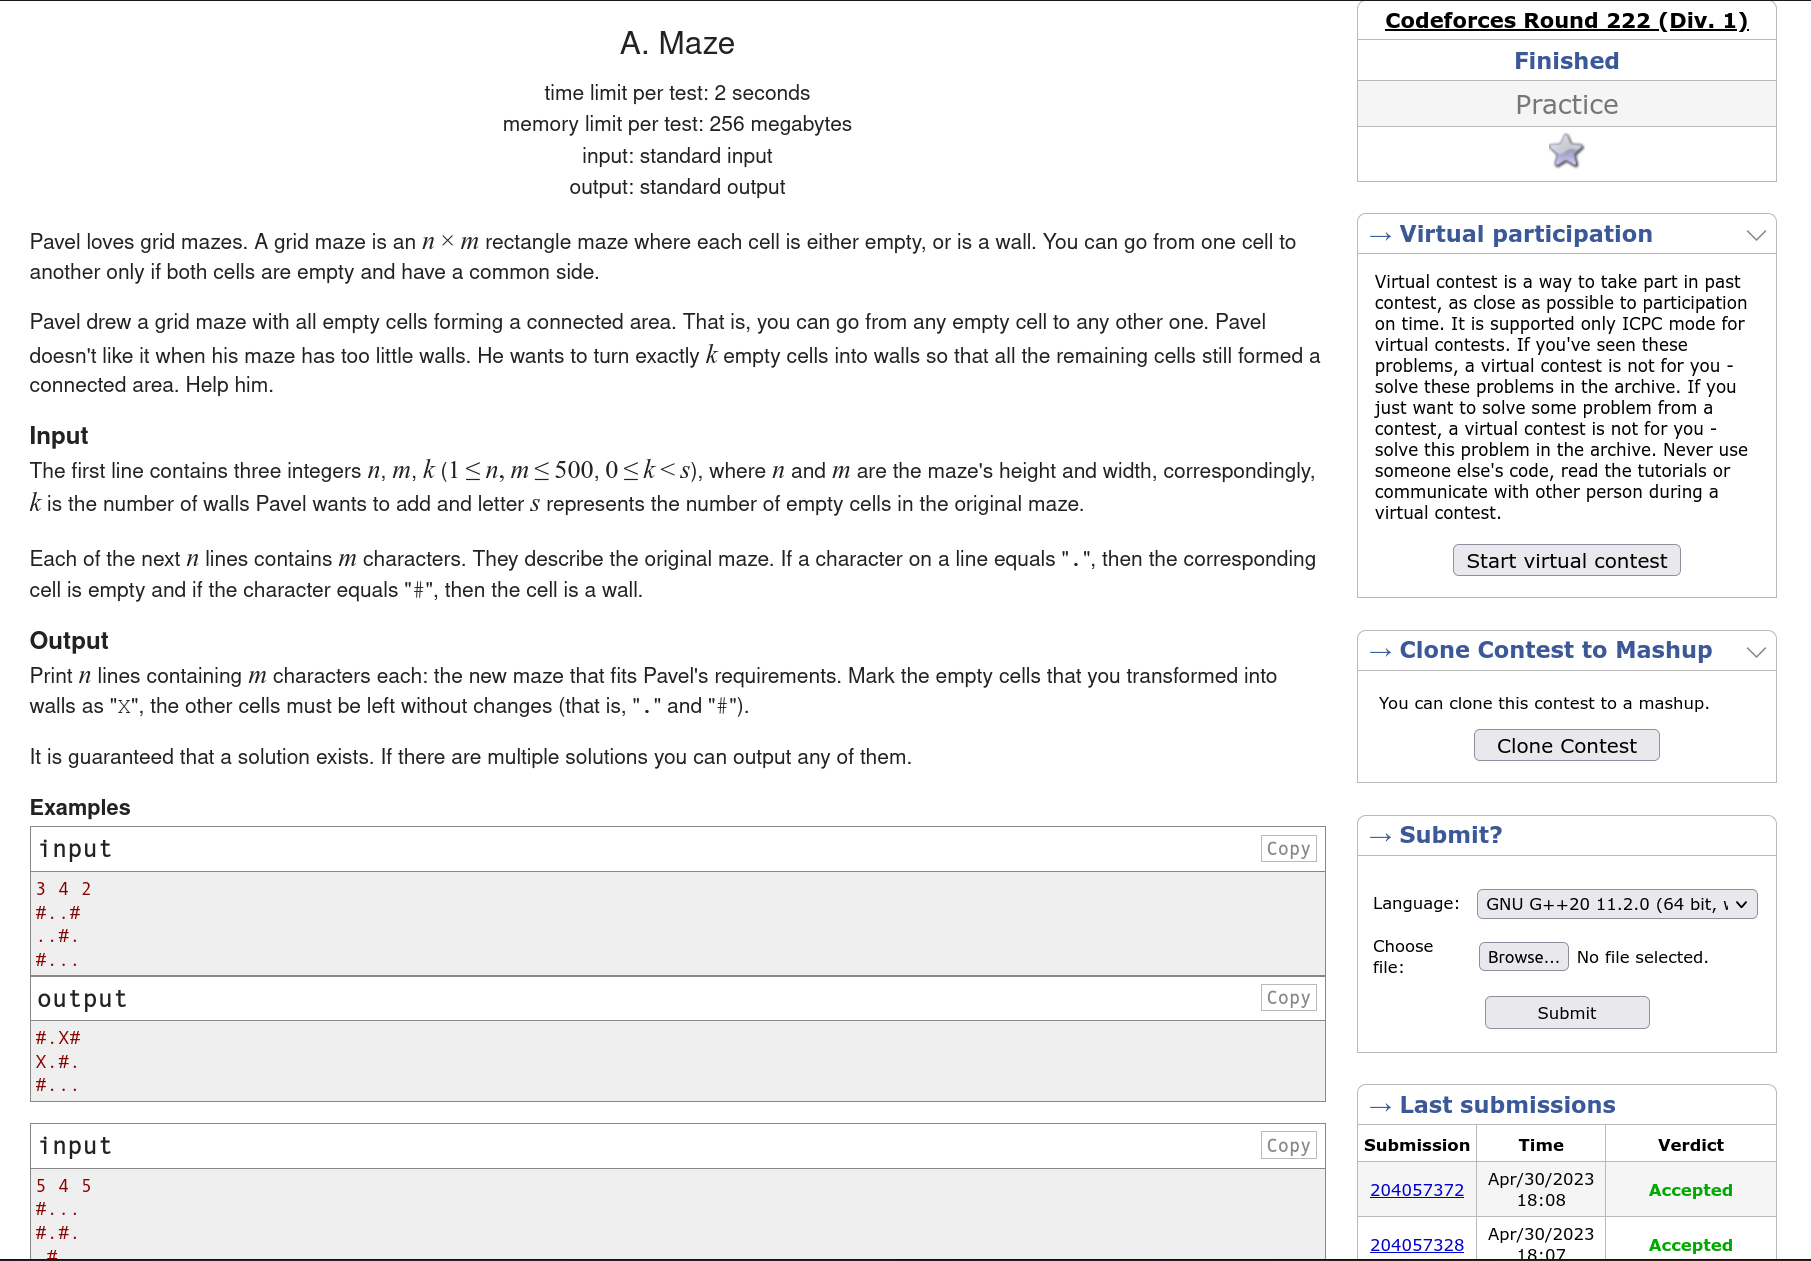 A. Maze
time limit per test: 2 seconds
memory limit per test: 256 megabytes
input: standard input
output: standard output
Pavel loves grid mazes. A grid maze is an n × m rectangle maze where each cell is either empty, or is a wall. You can go from one cell to
another only if both cells are empty and have a common side.
Pavel drew a grid maze with all empty cells forming a connected area. That is, you can go from any empty cell to any other one. Pavel
doesn't like it when his maze has too little walls. He wants to turn exactly k empty cells into walls so that all the remaining cells still formed a
connected area. Help him.
Input
The first line contains three integers n, m, k (1 ≤ n, m ≤ 500, 0 ≤ k < s), where n and m are the maze's height and width, correspondingly,
k is the number of walls Pavel wants to add and letter s represents the number of empty cells in the original maze.
Each of the next n lines contains m characters. They describe the original maze. If a character on a line equals ".", then the corresponding
cell is empty and if the character equals "#", then the cell is a wall.
Output
Print n lines containing m characters each: the new maze that fits Pavel's requirements. Mark the empty cells that you transformed into
walls as "X", the other cells must be left without changes (that is, "." and "#").
It is guaranteed that a solution exists. If there are multiple solutions you can output any of them.
Examples
input
Copy
3 4 2
#..#
..#.
#...
output
Copy
#.X#
X.#.
#...
input
Copy
5 4 5
#...
#.#.
.#
Codeforces Round 222 (Div. 1)
Finished
Practice
→ Virtual participation
Virtual contest is a way to take part in past
contest, as close as possible to participation
on time. It is supported only ICPC mode for
virtual contests. If you've seen these
problems, a virtual contest is not for you -
solve these problems in the archive. If you
just want to solve some problem from a
contest, a virtual contest is not for you -
solve this problem in the archive. Never use
someone else's code, read the tutorials or
communicate with other person during a
virtual contest.
Start virtual contest
→ Clone Contest to Mashup
You can clone this contest to a mashup.
Clone Contest
→ Submit?
Language:
GNU G++20 11.2.0 (64 bit,
Choose
file:
Browse... No file selected.
Submit
→ Last submissions
Submission Time Verdict
204057372 Apr/30/2023 18:08 Accepted
204057328 Apr/30/2023 18:07 Accepted